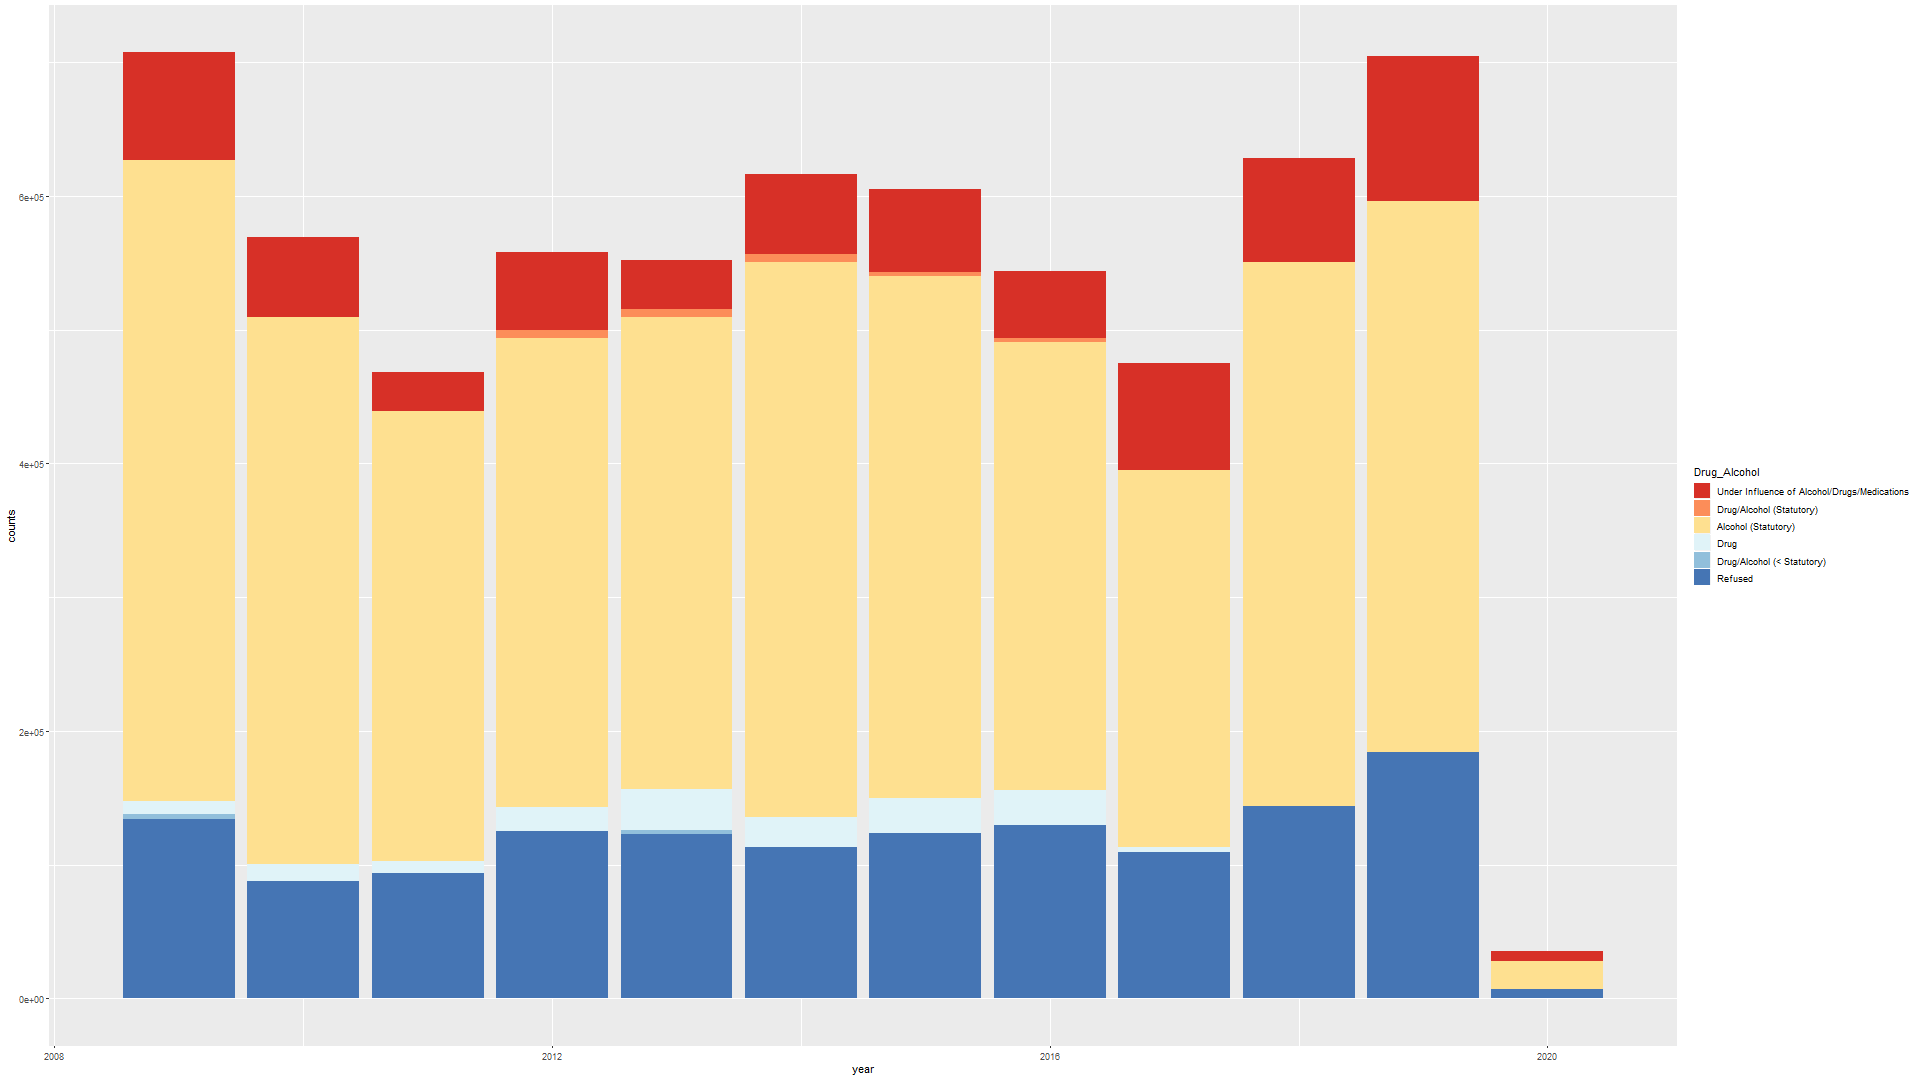 6e+05
4e+05
2e+05
0e+00
counts
2008
2012
2016
2020
year
Drug_Alcohol
Under Influence of Alcohol/Drugs/Medications
Drug/Alcohol (Statutory)
Alcohol (Statutory)
Drug
Drug/Alcohol (< Statutory)
Refused